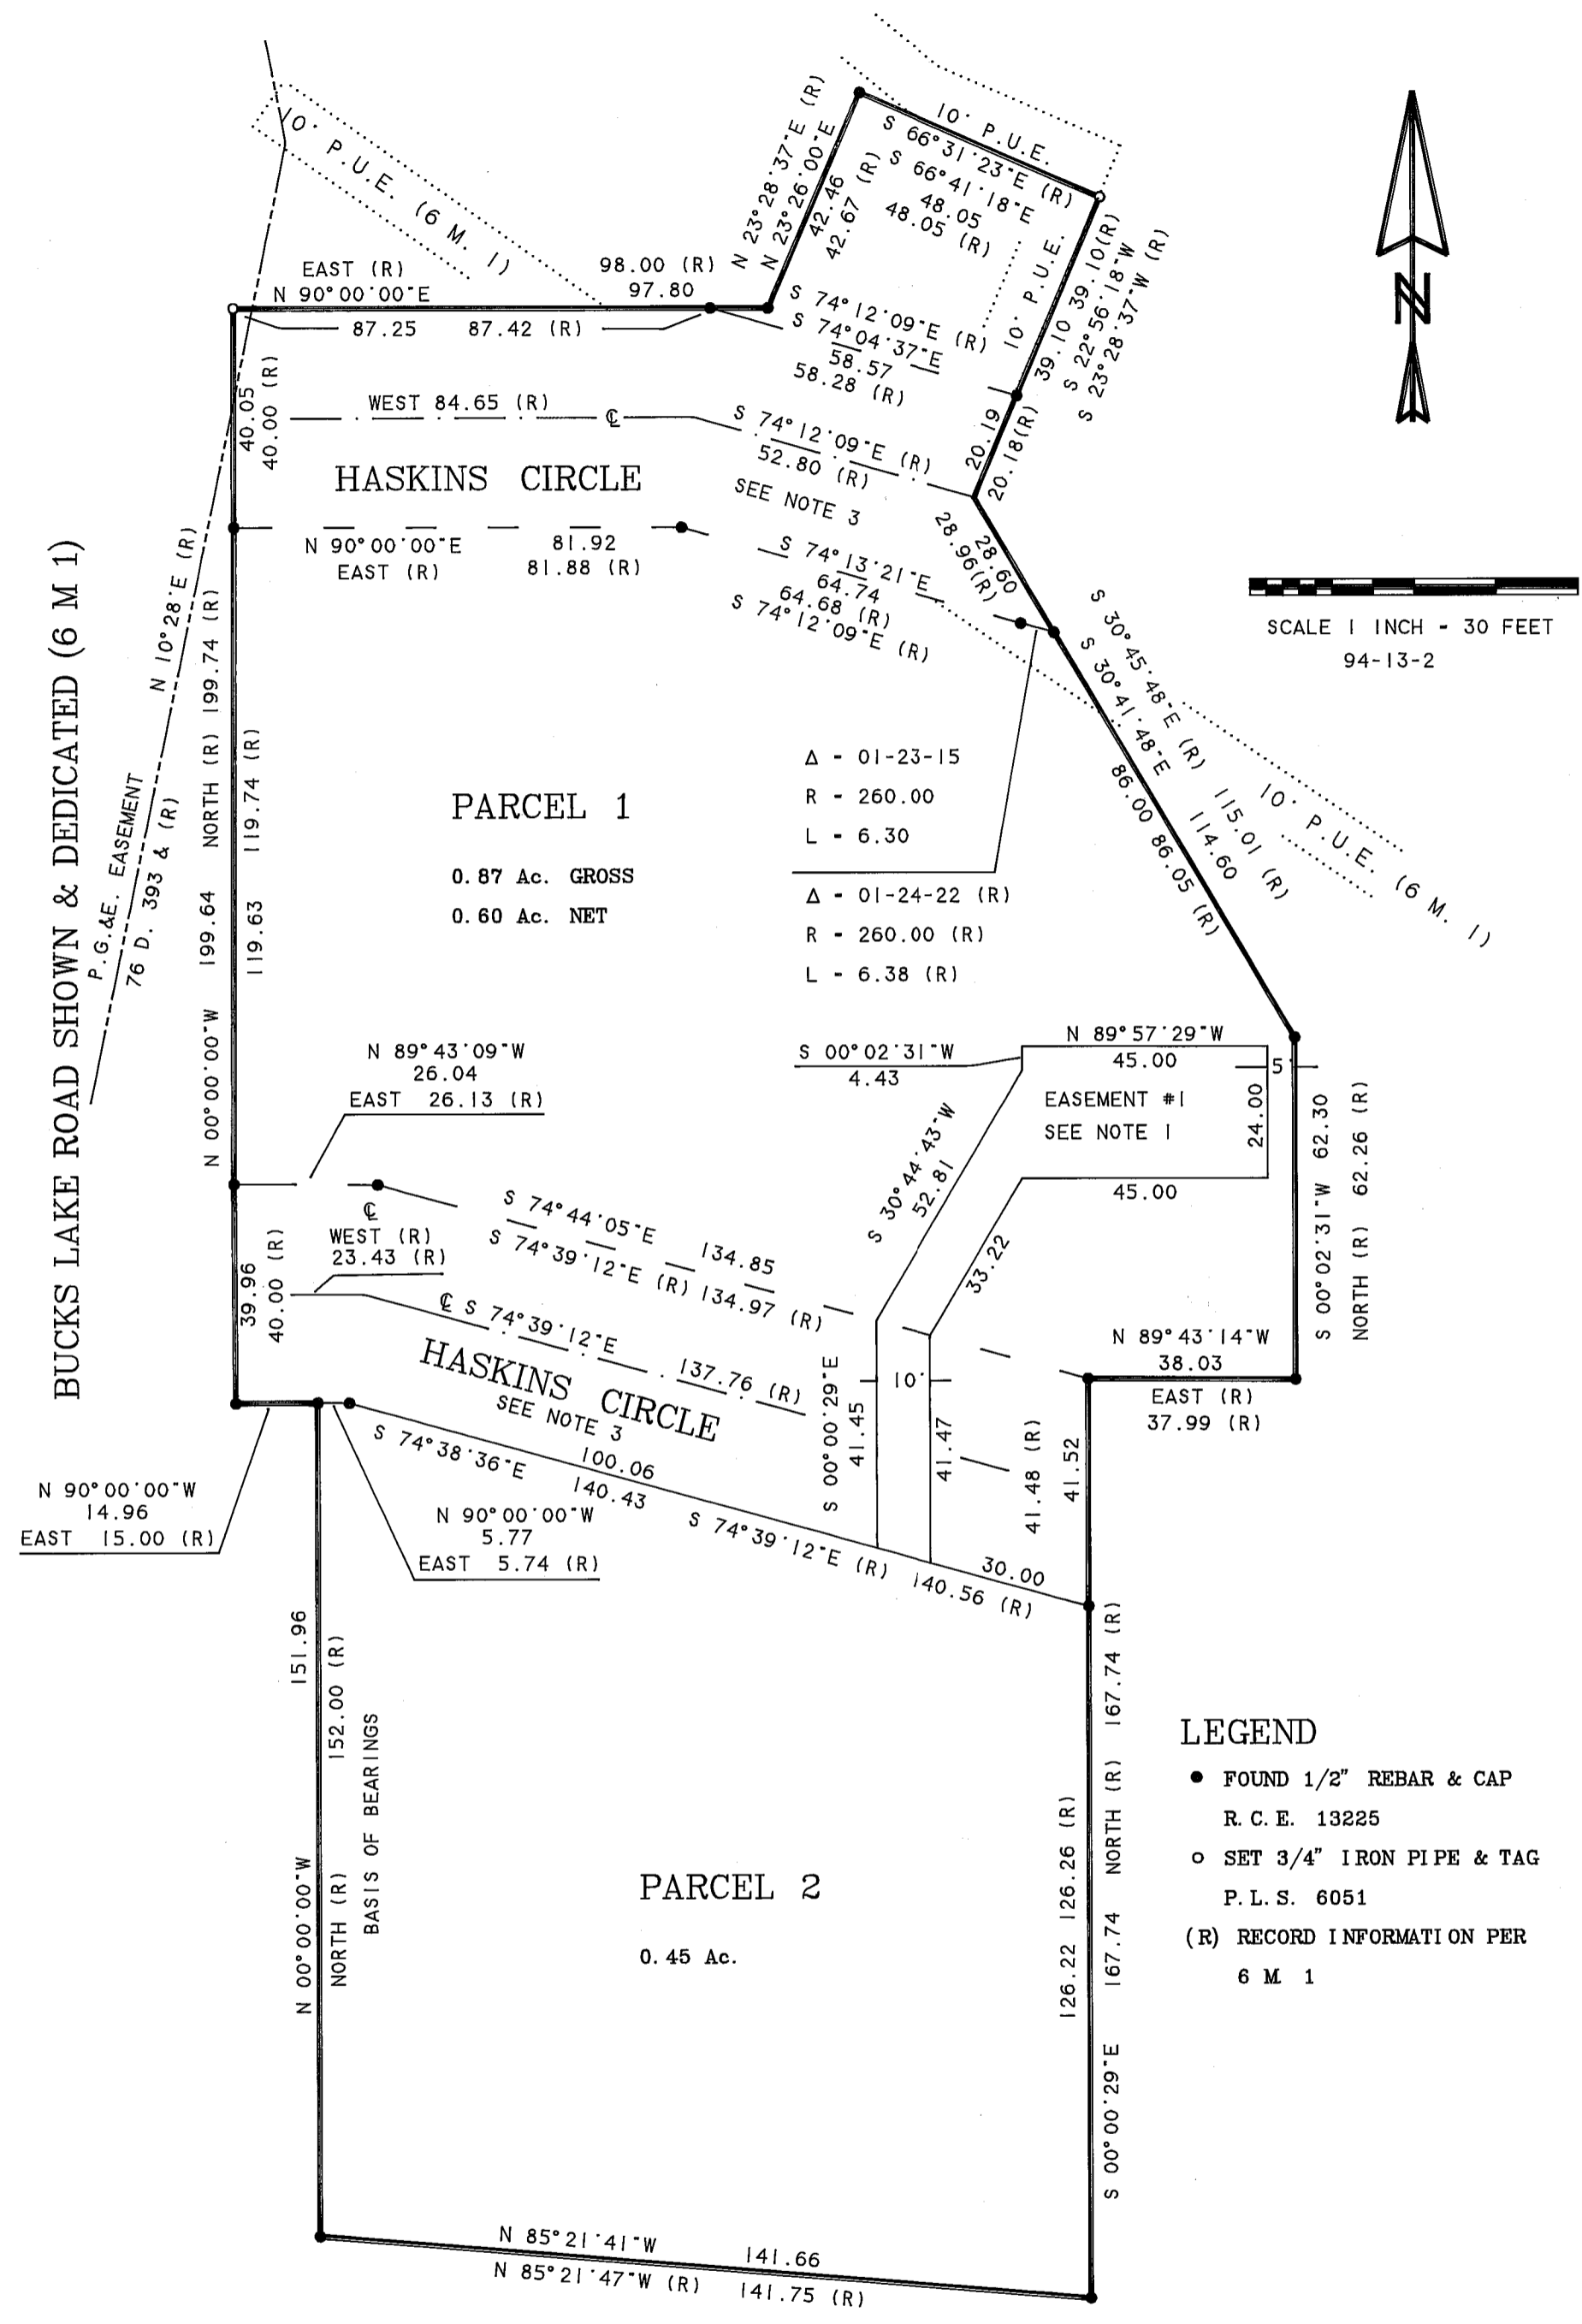 10' P.U.E. (6 M. 1)
EAST (R)
N 90°00'00"E
98.00 (R)
97.80
87.25
87.42 (R)
N 23°28'37"E (R)
N 23°26'00"E
42.46
42.67 (R)
10' P.U.E.
S 66°31'23"E (R)
S 66°41'18"E
48.05
48.05 (R)
10' P.U.E.
39.10 39.10(R)
S 22°56'18"W
S 23°28'37"W (R)
S 74°12'09"E (R)
S 74°04'37"E
58.57
58.28 (R)
20.19
20.18(R)
40.05
40.00 (R)
WEST 84.65 (R)
℄
S 74°12'09"E (R)
52.80 (R)
HASKINS CIRCLE
SEE NOTE 3
N 90°00'00"E
81.92
EAST (R)
81.88 (R)
S 74°13'21"E
64.74
64.68 (R)
S 74°12'09"E (R)
28.60
28.96(R)
N
SCALE 1 INCH - 30 FEET
94-13-2
BUCKS LAKE ROAD SHOWN & DEDICATED (6 M 1)
N 10°28'E (R)
P.G.&E. EASEMENT
76 D. 393 & (R)
N 00°00'00"W 199.64 NORTH (R) 199.74 (R)
119.63 119.74 (R)
S 30°45'48"E (R) 115.01 (R)
S 30°41'48"E 114.60
86.00 86.05 (R)
10' P.U.E. (6 M. 1)
PARCEL 1
0.87 Ac. GROSS
0.60 Ac. NET
Δ - 01-23-15
R - 260.00
L - 6.30
Δ - 01-24-22 (R)
R - 260.00 (R)
L - 6.38 (R)
N 89°43'09"W
26.04
EAST 26.13 (R)
S 00°02'31"W
4.43
N 89°57'29"W
45.00
5'
EASEMENT #1
SEE NOTE 1
24.00
45.00
S 30°44'43"W
52.81
33.22
S 00°02'31"W 62.30
NORTH (R) 62.26 (R)
℄
WEST (R)
23.43 (R)
S 74°44'05"E 134.85
S 74°39'12"E (R) 134.97 (R)
39.96
40.00 (R)
℄ S 74°39'12"E 137.76 (R)
HASKINS CIRCLE
SEE NOTE 3
N 89°43'14"W
38.03
EAST (R)
37.99 (R)
S 00°00'29"E
41.45
10'
41.47
41.48 (R)
41.52
S 74°38'36"E
100.06
140.43
S 74°39'12"E (R) 140.56 (R)
30.00
N 90°00'00"W
14.96
EAST 15.00 (R)
N 90°00'00"W
5.77
EAST 5.74 (R)
N 00°00'00"W 151.96
NORTH (R) 152.00 (R)
BASIS OF BEARINGS
PARCEL 2
0.45 Ac.
126.22 126.26 (R)
S 00°00'29"E 167.74 NORTH (R) 167.74 (R)
N 85°21'41"W 141.66
N 85°21'47"W (R) 141.75 (R)
LEGEND
● FOUND 1/2" REBAR & CAP
R.C.E. 13225
○ SET 3/4" IRON PIPE & TAG
P.L.S. 6051
(R) RECORD INFORMATION PER
6 M 1